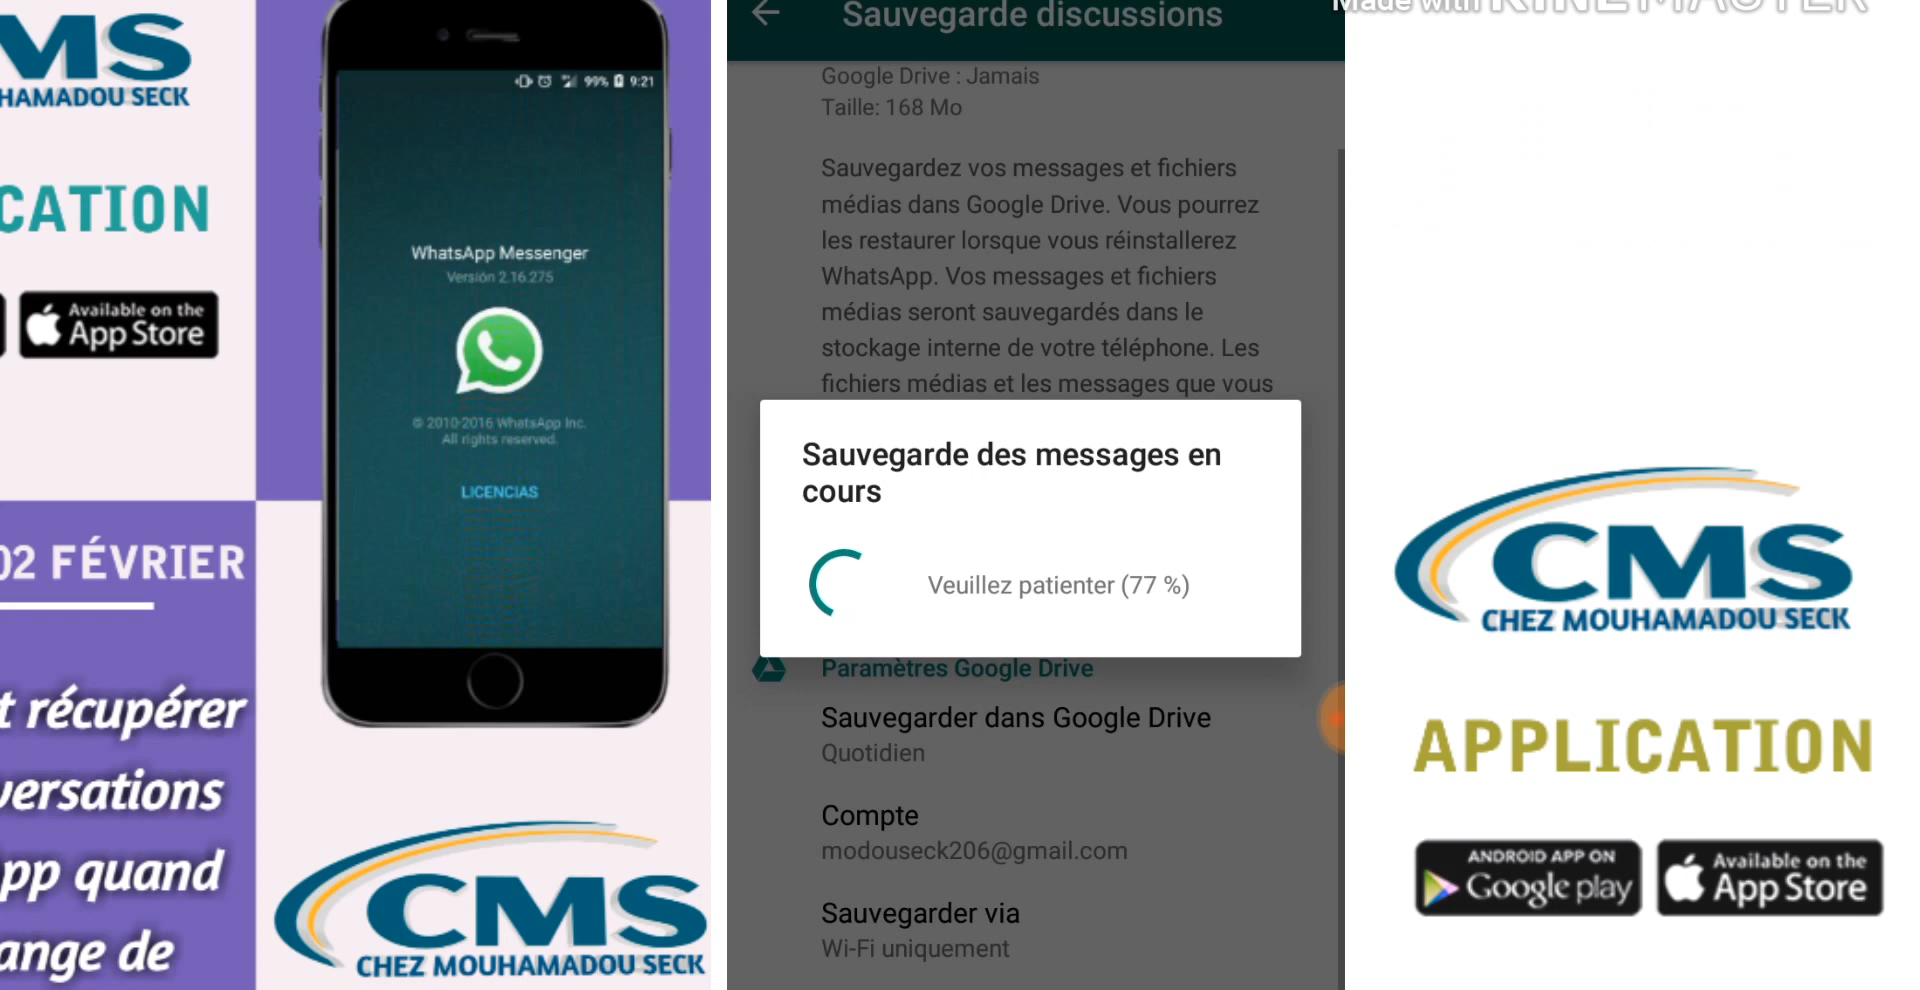 MS
HAMADOU SECK
CATION
Available on the
App Store
02 FÉVRIER
t récupérer
versations
pp quand
ange de
99% 9:21
WhatsApp Messenger
Versión 2.16.275
© 2010-2016 WhatsApp Inc.
All rights reserved.
LICENCIAS
CMS
CHEZ MOUHAMADOU SECK
Sauvegarde discussions
Google Drive : Jamais
Taille: 168 Mo
Sauvegardez vos messages et fichiers
médias dans Google Drive. Vous pourrez
les restaurer lorsque vous réinstallerez
WhatsApp. Vos messages et fichiers
médias seront sauvegardés dans le
stockage interne de votre téléphone. Les
fichiers médias et les messages que vous
Sauvegarde des messages en
cours
Veuillez patienter (77 %)
Paramètres Google Drive
Sauvegarder dans Google Drive
Quotidien
Compte
modouseck206@gmail.com
Sauvegarder via
Wi-Fi uniquement
Made with KINEMASTER
CMS
CHEZ MOUHAMADOU SECK
APPLICATION
ANDROID APP ON
Google play
Available on the
App Store